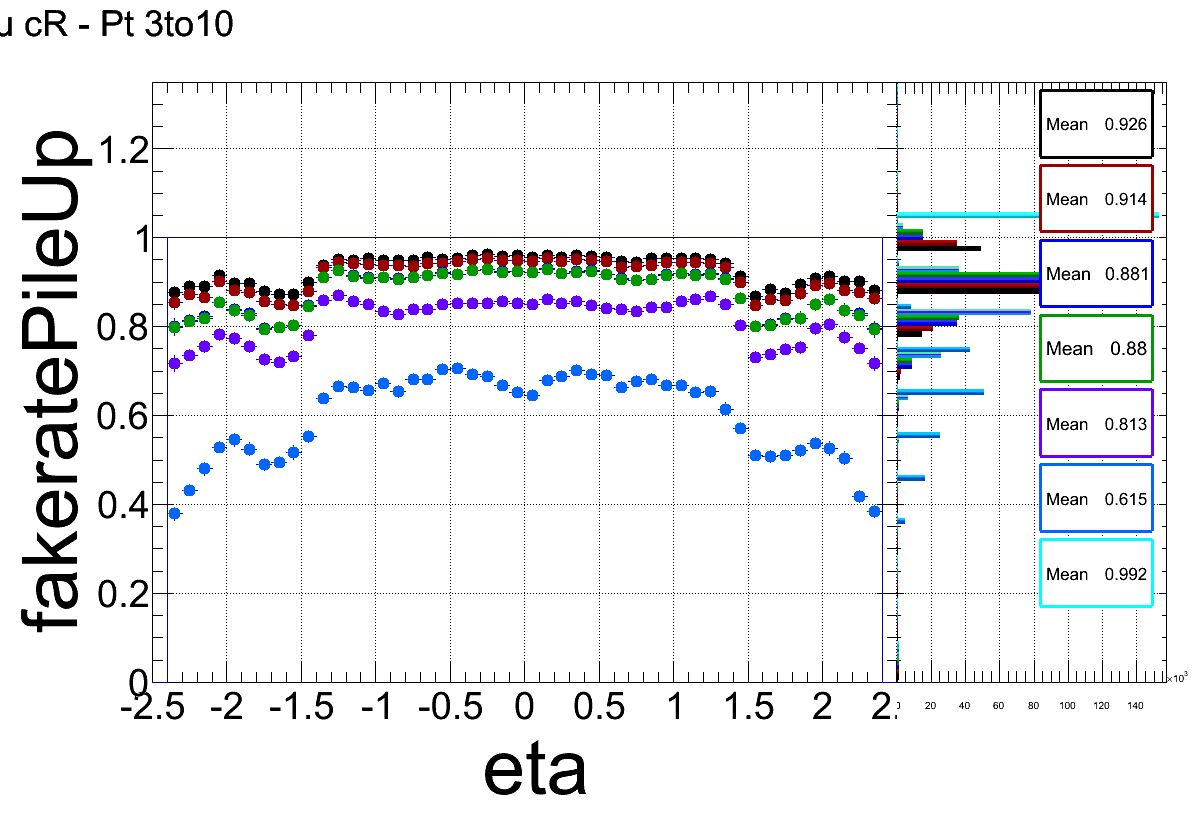 u cR - Pt 3to10
fakeratePileUp
1.2
1
0.8
0.6
0.4
0.2
0
-2.5 -2 -1.5 -1 -0.5 0 0.5 1 1.5 2 2.
eta
Mean 0.926
Mean 0.914
Mean 0.881
Mean 0.88
Mean 0.813
Mean 0.615
Mean 0.992
×10³
20 40 60 80 100 120 140